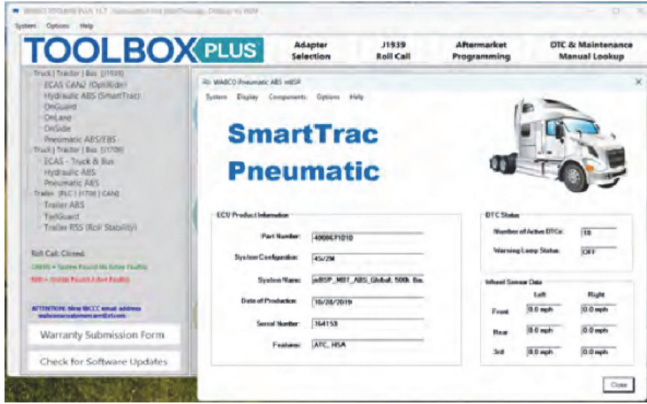 System Options Help
TOOLBOX PLUS
Adapter Selection
J1939 Roll Call
Aftermarket Programming
DTC & Maintenance Manual Lookup
Truck | Tractor | Bus (J1939)
ECAS CAN2 (OptiRide)
Hydraulic ABS (SmartTrac)
OnGuard
OnLane
OnSide
Pneumatic ABS/EBS
Truck | Tractor | Bus (J1708)
ECAS - Truck & Bus
Hydraulic ABS
Pneumatic ABS
Trailer (PLC | J1708 | CAN)
Trailer ABS
TailGuard
Trailer RSS (Roll Stability)
Roll Call: Closed
ATTENTION: New WCCC email address
Warranty Submission Form
Check for Software Updates
WABCO Pneumatic ABS mBSP
System Display Components Options Help
SmartTrac
Pneumatic
ECU Product Information
Part Number: 4008671010
System Configuration: 4S/2M
System Name:
Date of Production: 10/28/2019
Serial Number: 164158
Features: ATC, HSA
DTC Status
Number of Active DTCs: 18
Warning Lamp Status: OFF
Wheel Sensor Data
Left Right
Front 0.0 mph 0.0 mph
Rear 0.0 mph 0.0 mph
3rd 0.0 mph 0.0 mph
Close